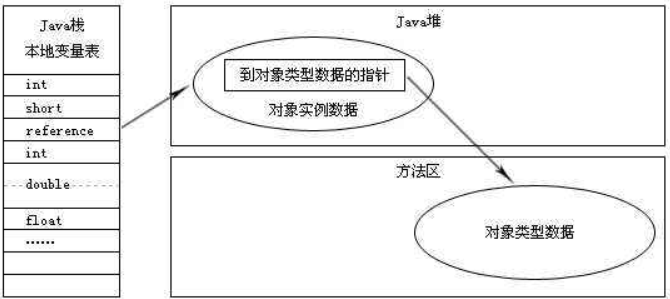 Java栈
本地变量表
int
short
reference
int
double
float
……
Java堆
到对象类型数据的指针
对象实例数据
方法区
对象类型数据